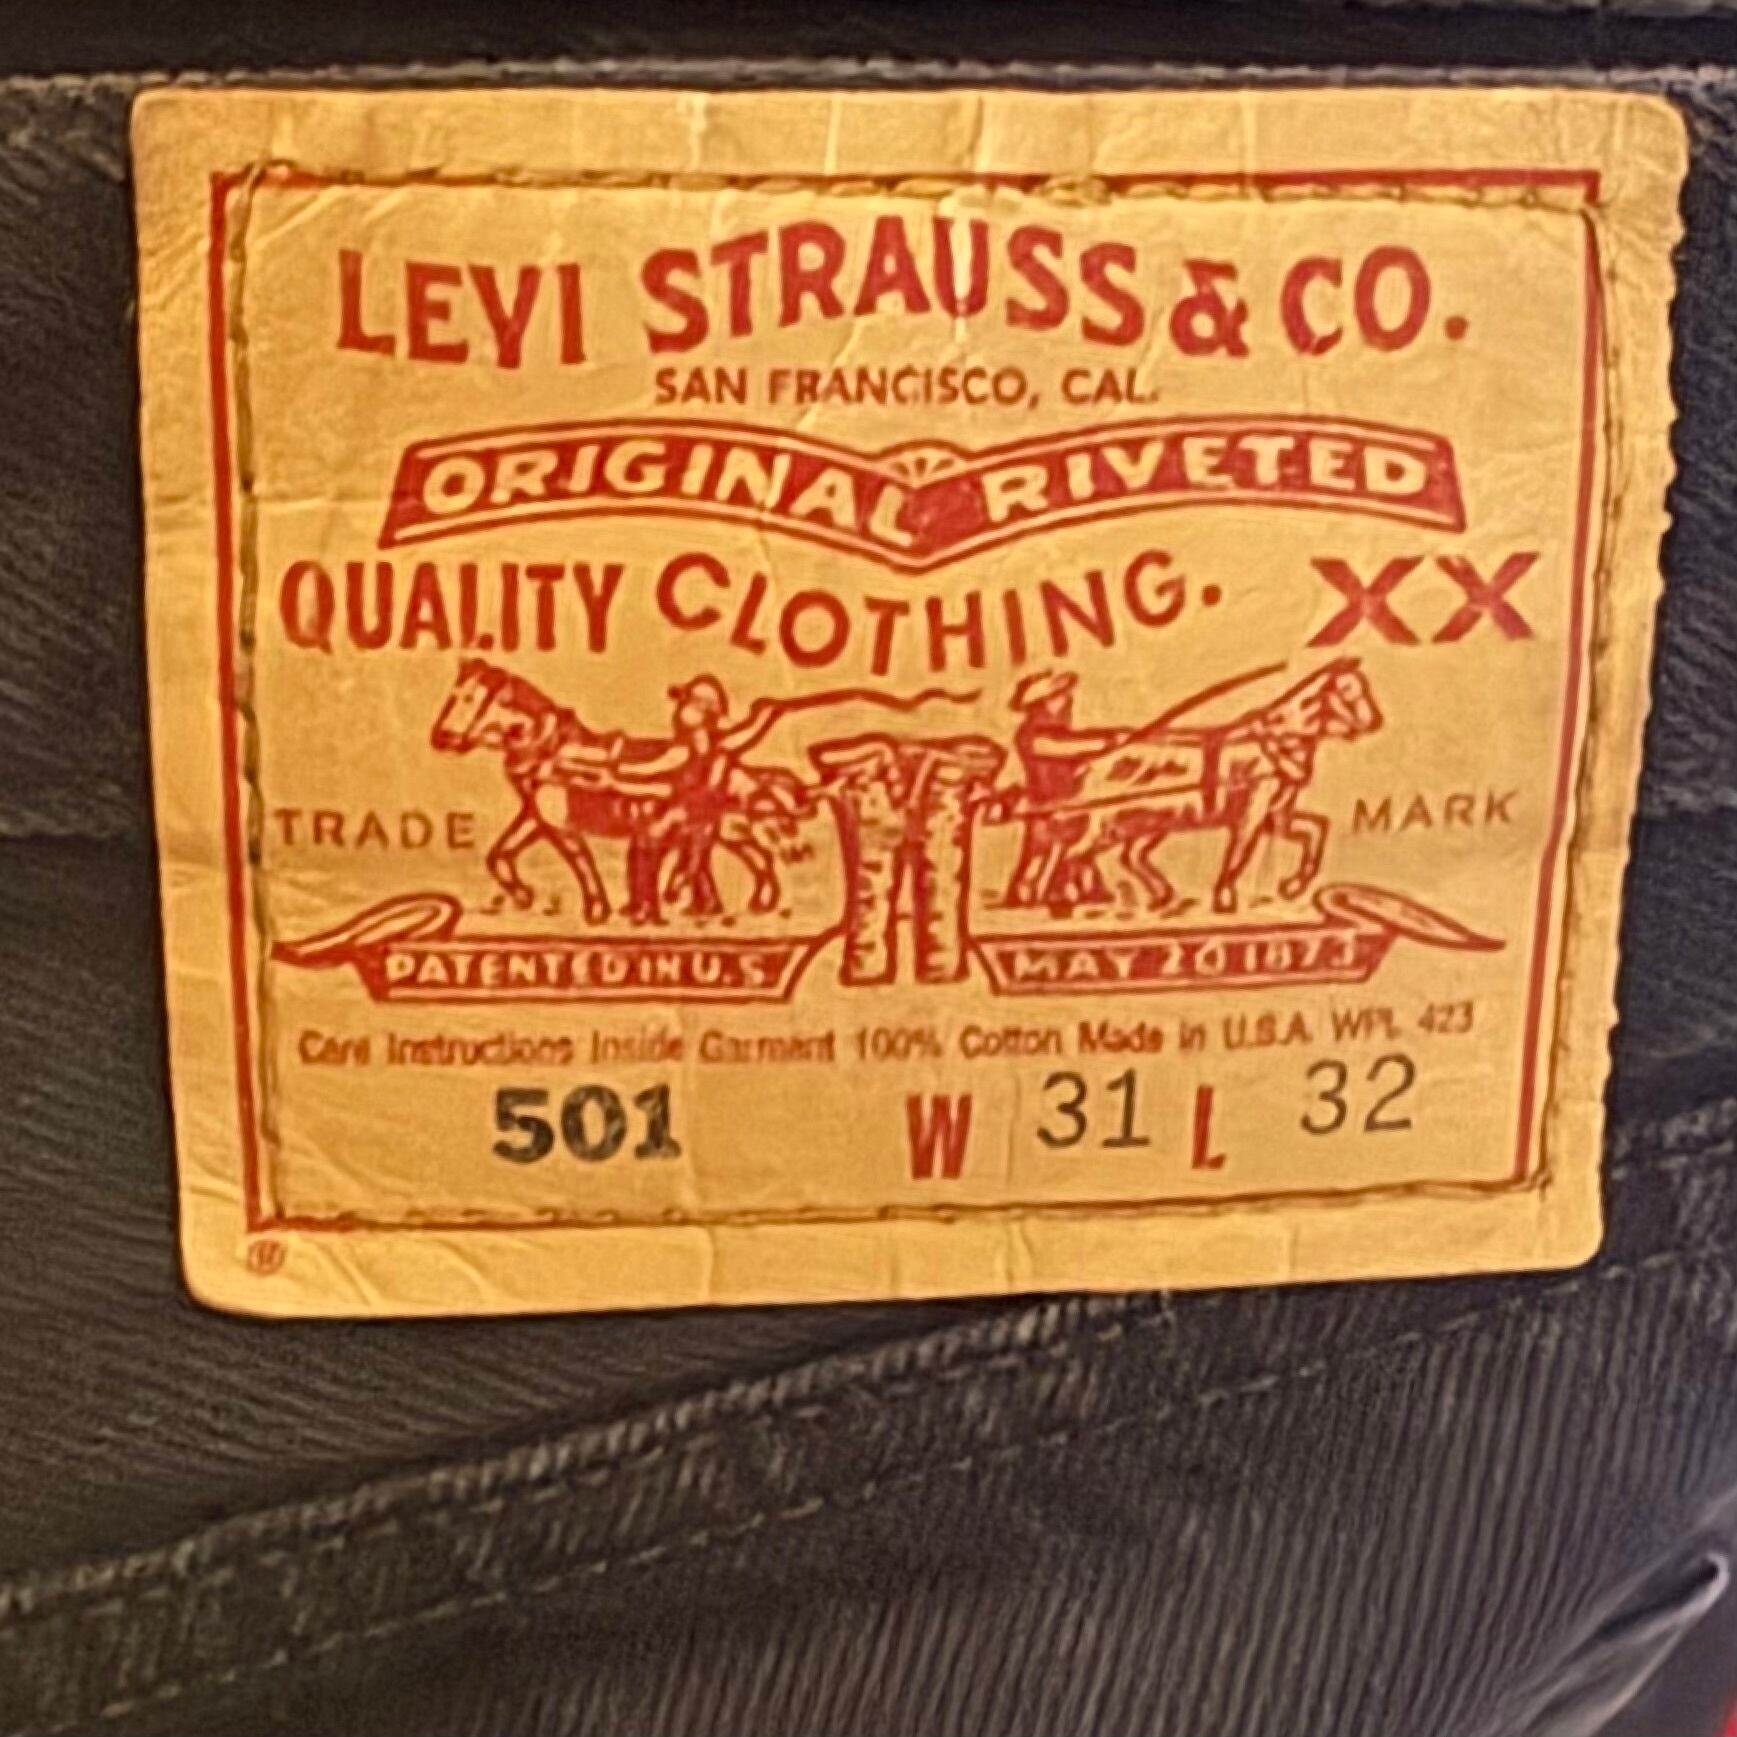 LEVI STRAUSS & CO.
SAN FRANCISCO, CAL.
ORIGINAL RIVETED
QUALITY CLOTHING. XX
TRADE MARK
PATENTED IN U.S. MAY 20 1873
Care Instructions Inside Garment 100% Cotton Made in U.S.A. WPL 423
501 W 31 L 32
®